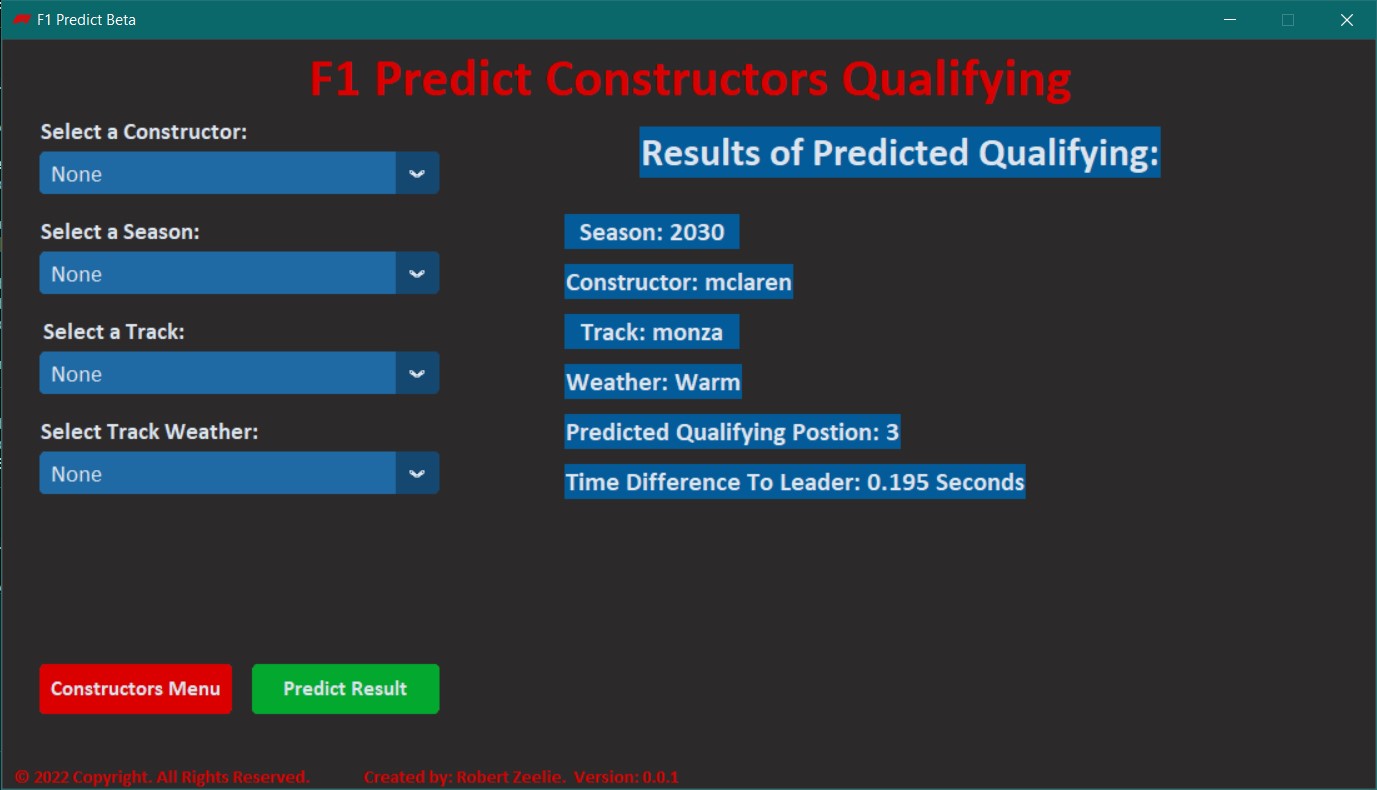 F1 Predict Beta
F1 Predict Constructors Qualifying
Select a Constructor:
None
Select a Season:
None
Select a Track:
None
Select Track Weather:
None
Results of Predicted Qualifying:
Season: 2030
Constructor: mclaren
Track: monza
Weather: Warm
Predicted Qualifying Postion: 3
Time Difference To Leader: 0.195 Seconds
Constructors Menu
Predict Result
© 2022 Copyright. All Rights Reserved.
Created by: Robert Zeelie. Version: 0.0.1